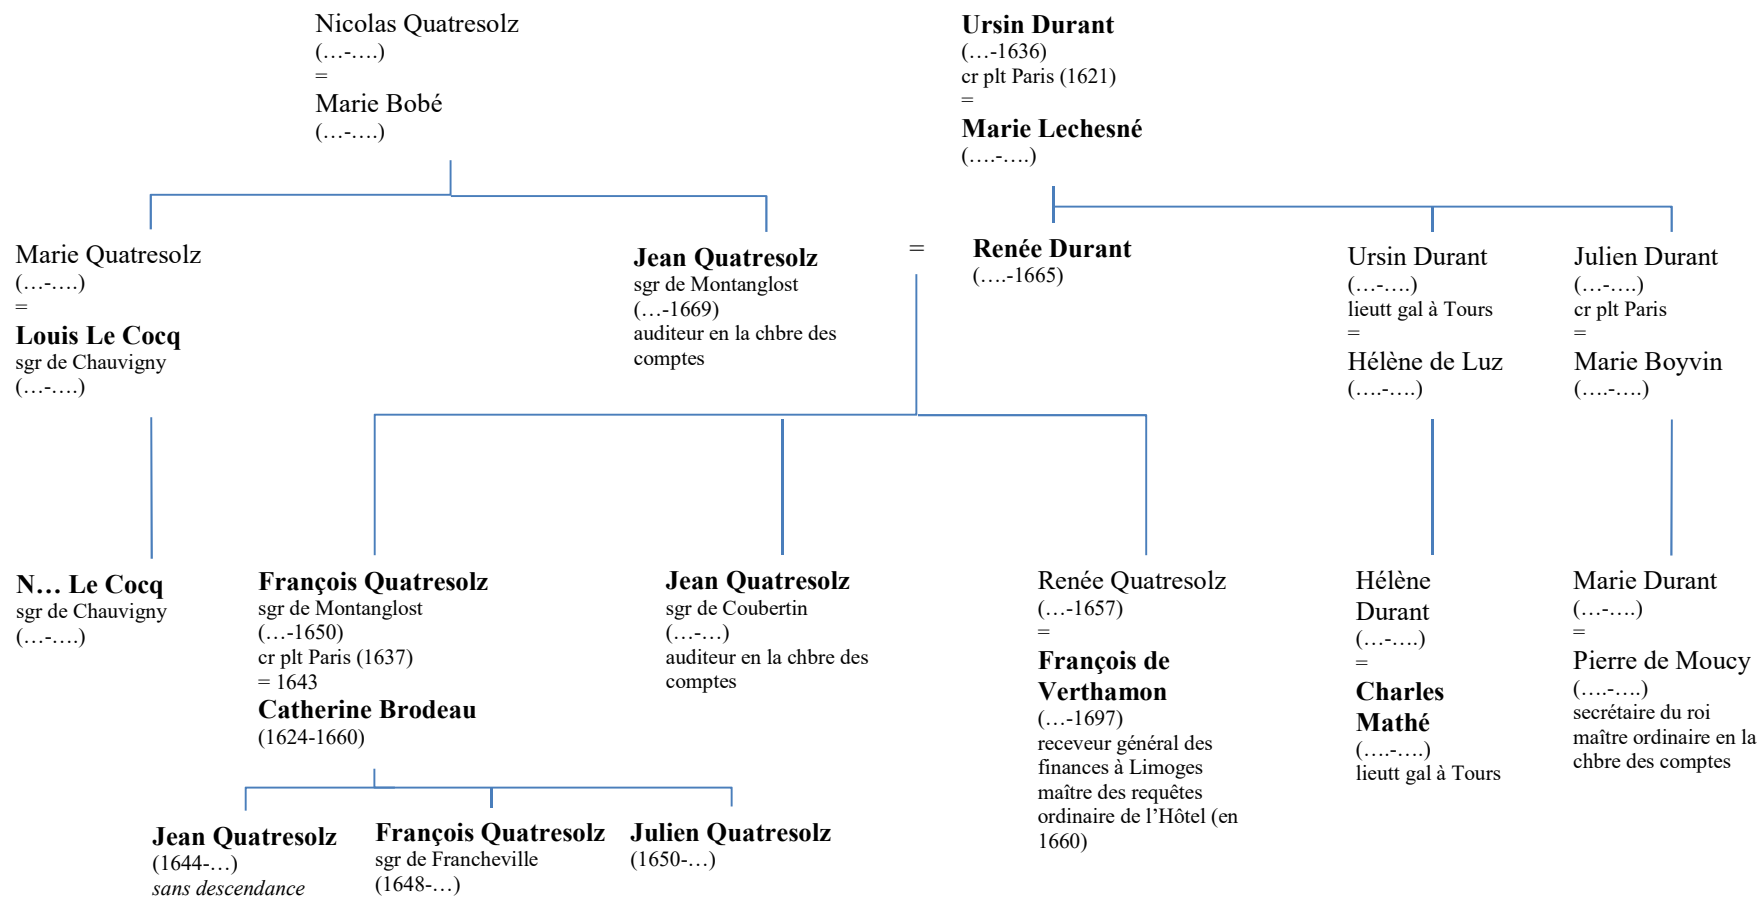 Nicolas Quatresolz
(…-….)
=
Marie Bobé
(…-….)
Ursin Durant
(…-1636)
cr plt Paris (1621)
=
Marie Lechesné
(….-….)
Marie Quatresolz
(…-….)
=
Louis Le Cocq
sgr de Chauvigny
(…-….)
Jean Quatresolz
sgr de Montanglost
(…-1669)
auditeur en la chbre des
comptes
=
Renée Durant
(….-1665)
Ursin Durant
(…-….)
lieutt gal à Tours
=
Hélène de Luz
(….-….)
Julien Durant
(…-….)
cr plt Paris
=
Marie Boyvin
(….-….)
N… Le Cocq
sgr de Chauvigny
(…-….)
François Quatresolz
sgr de Montanglost
(…-1650)
cr plt Paris (1637)
= 1643
Catherine Brodeau
(1624-1660)
Jean Quatresolz
sgr de Coubertin
(…-…)
auditeur en la chbre des
comptes
Renée Quatresolz
(…-1657)
=
François de
Verthamon
(…-1697)
receveur général des
finances à Limoges
maître des requêtes
ordinaire de l’Hôtel (en
1660)
Hélène
Durant
(…-….)
=
Charles
Mathé
(….-….)
lieutt gal à Tours
Marie Durant
(…-….)
=
Pierre de Moucy
(….-….)
secrétaire du roi
maître ordinaire en la
chbre des comptes
Jean Quatresolz
(1644-…)
sans descendance
François Quatresolz
sgr de Francheville
(1648-…)
Julien Quatresolz
(1650-…)